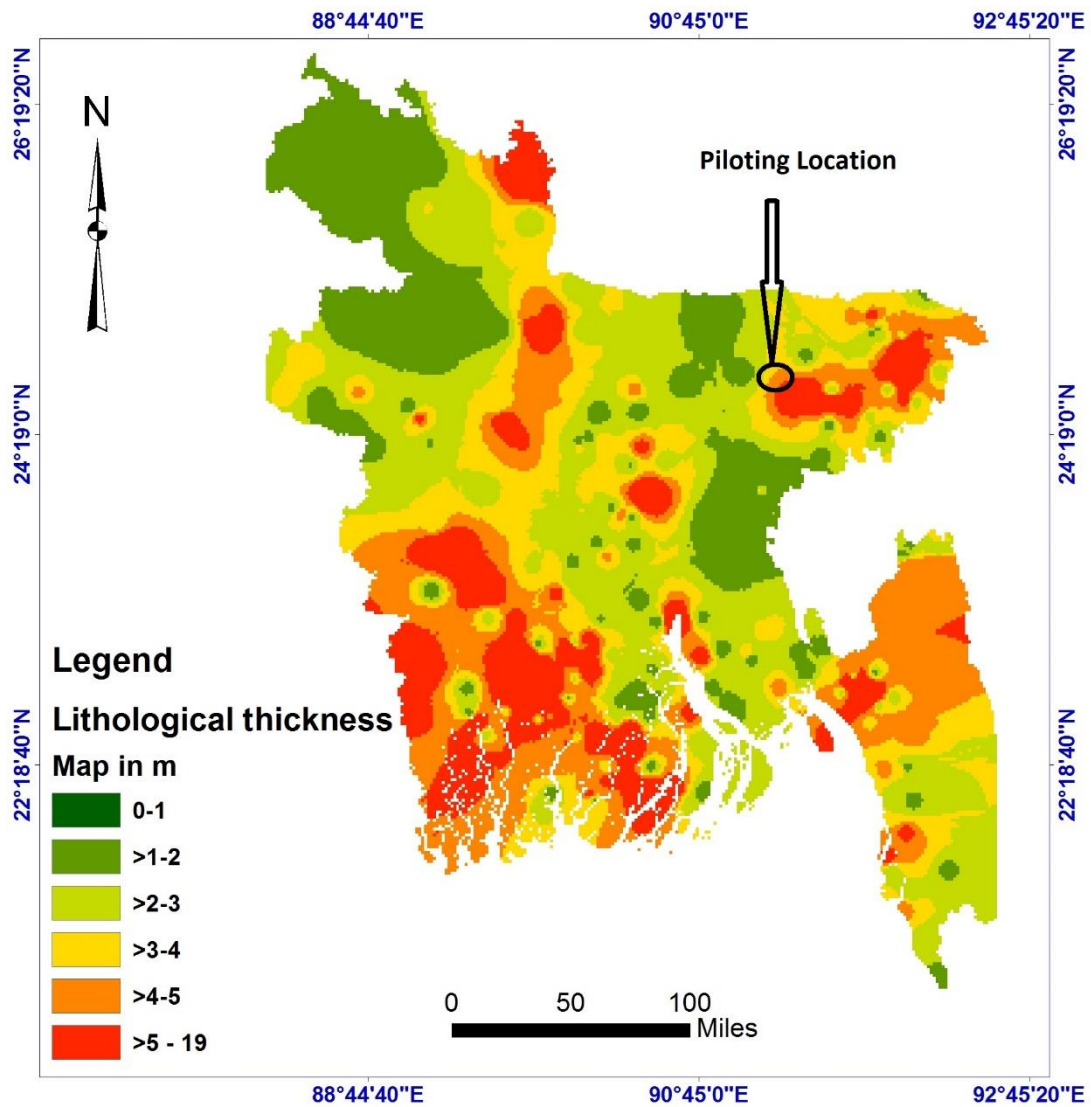 88°44'40"E 90°45'0"E 92°45'20"E
26°19'20"N 26°19'20"N
N
Piloting Location
24°19'0"N 24°19'0"N
Legend
Lithological thickness
Map in m
0-1
>1-2
>2-3
>3-4
>4-5
>5 - 19
22°18'40"N 22°18'40"N
0 50 100
Miles
88°44'40"E 90°45'0"E 92°45'20"E